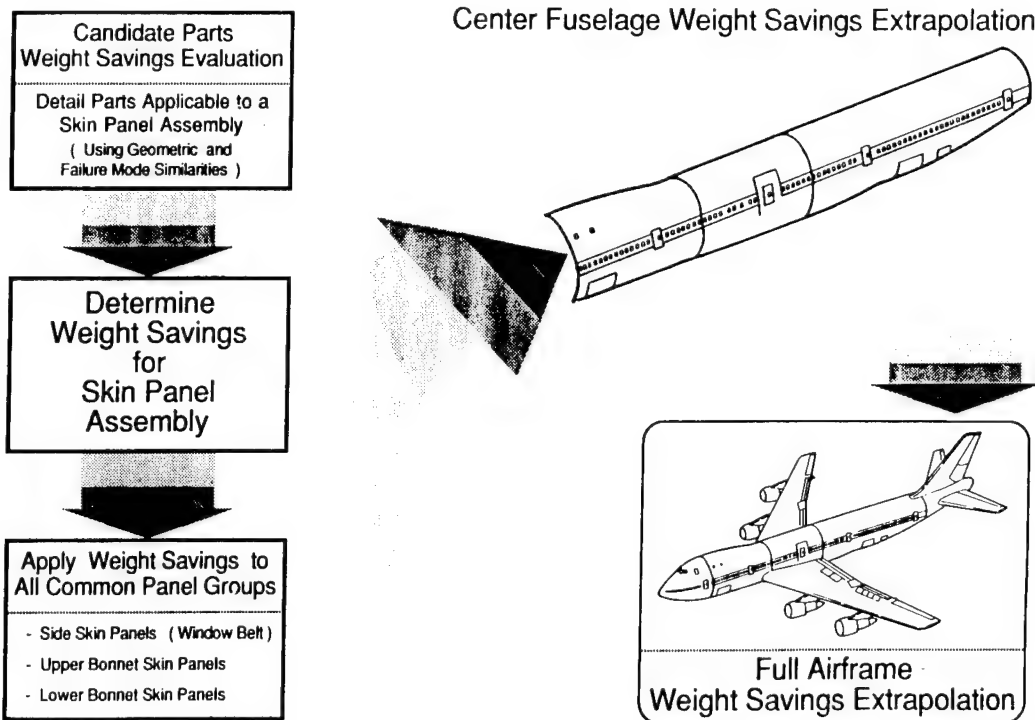 Candidate Parts
Weight Savings Evaluation
Detail Parts Applicable to a
Skin Panel Assembly
( Using Geometric and
Failure Mode Similarities )
Determine
Weight Savings
for
Skin Panel
Assembly
Apply Weight Savings to
All Common Panel Groups
- Side Skin Panels ( Window Belt )
- Upper Bonnet Skin Panels
- Lower Bonnet Skin Panels
Center Fuselage Weight Savings Extrapolation
Full Airframe
Weight Savings Extrapolation